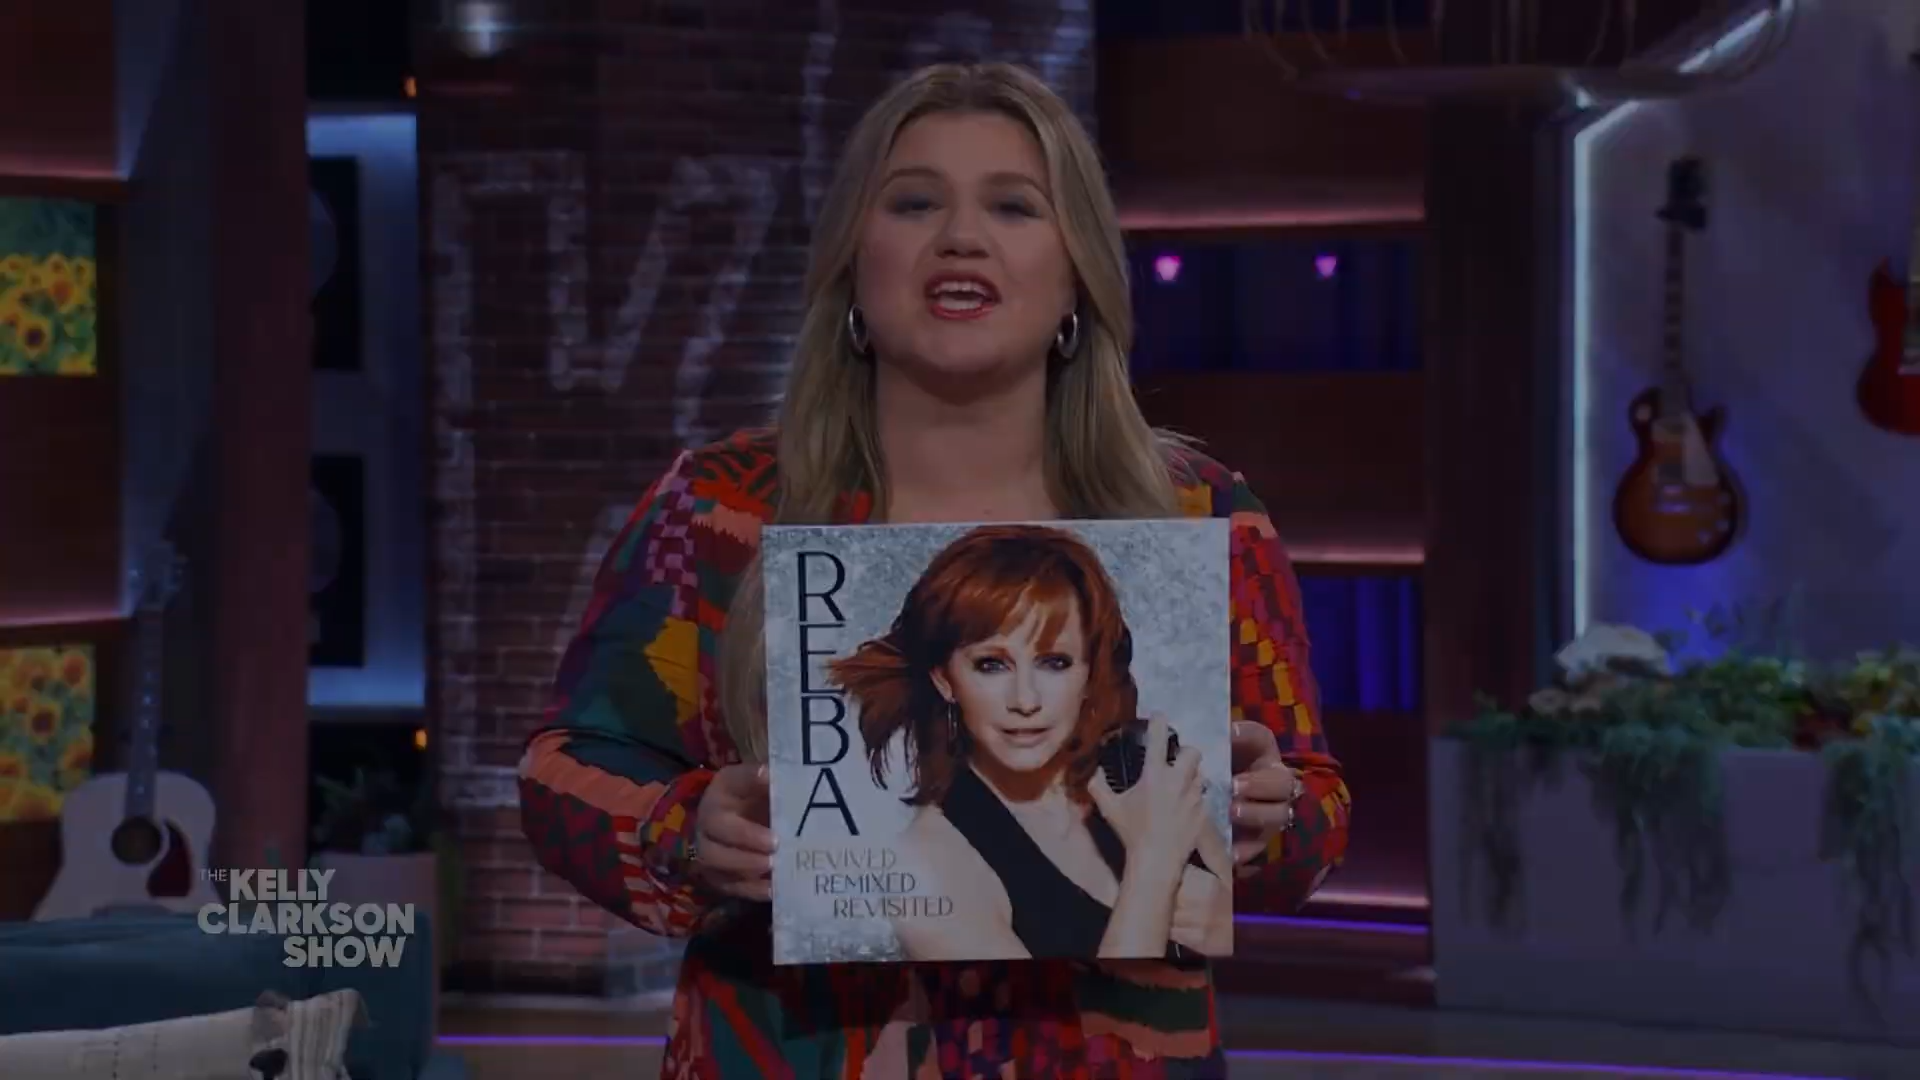 REBA
REVIVED
REMIXED
REVISITED
THE
KELLY
CLARKSON
SHOW